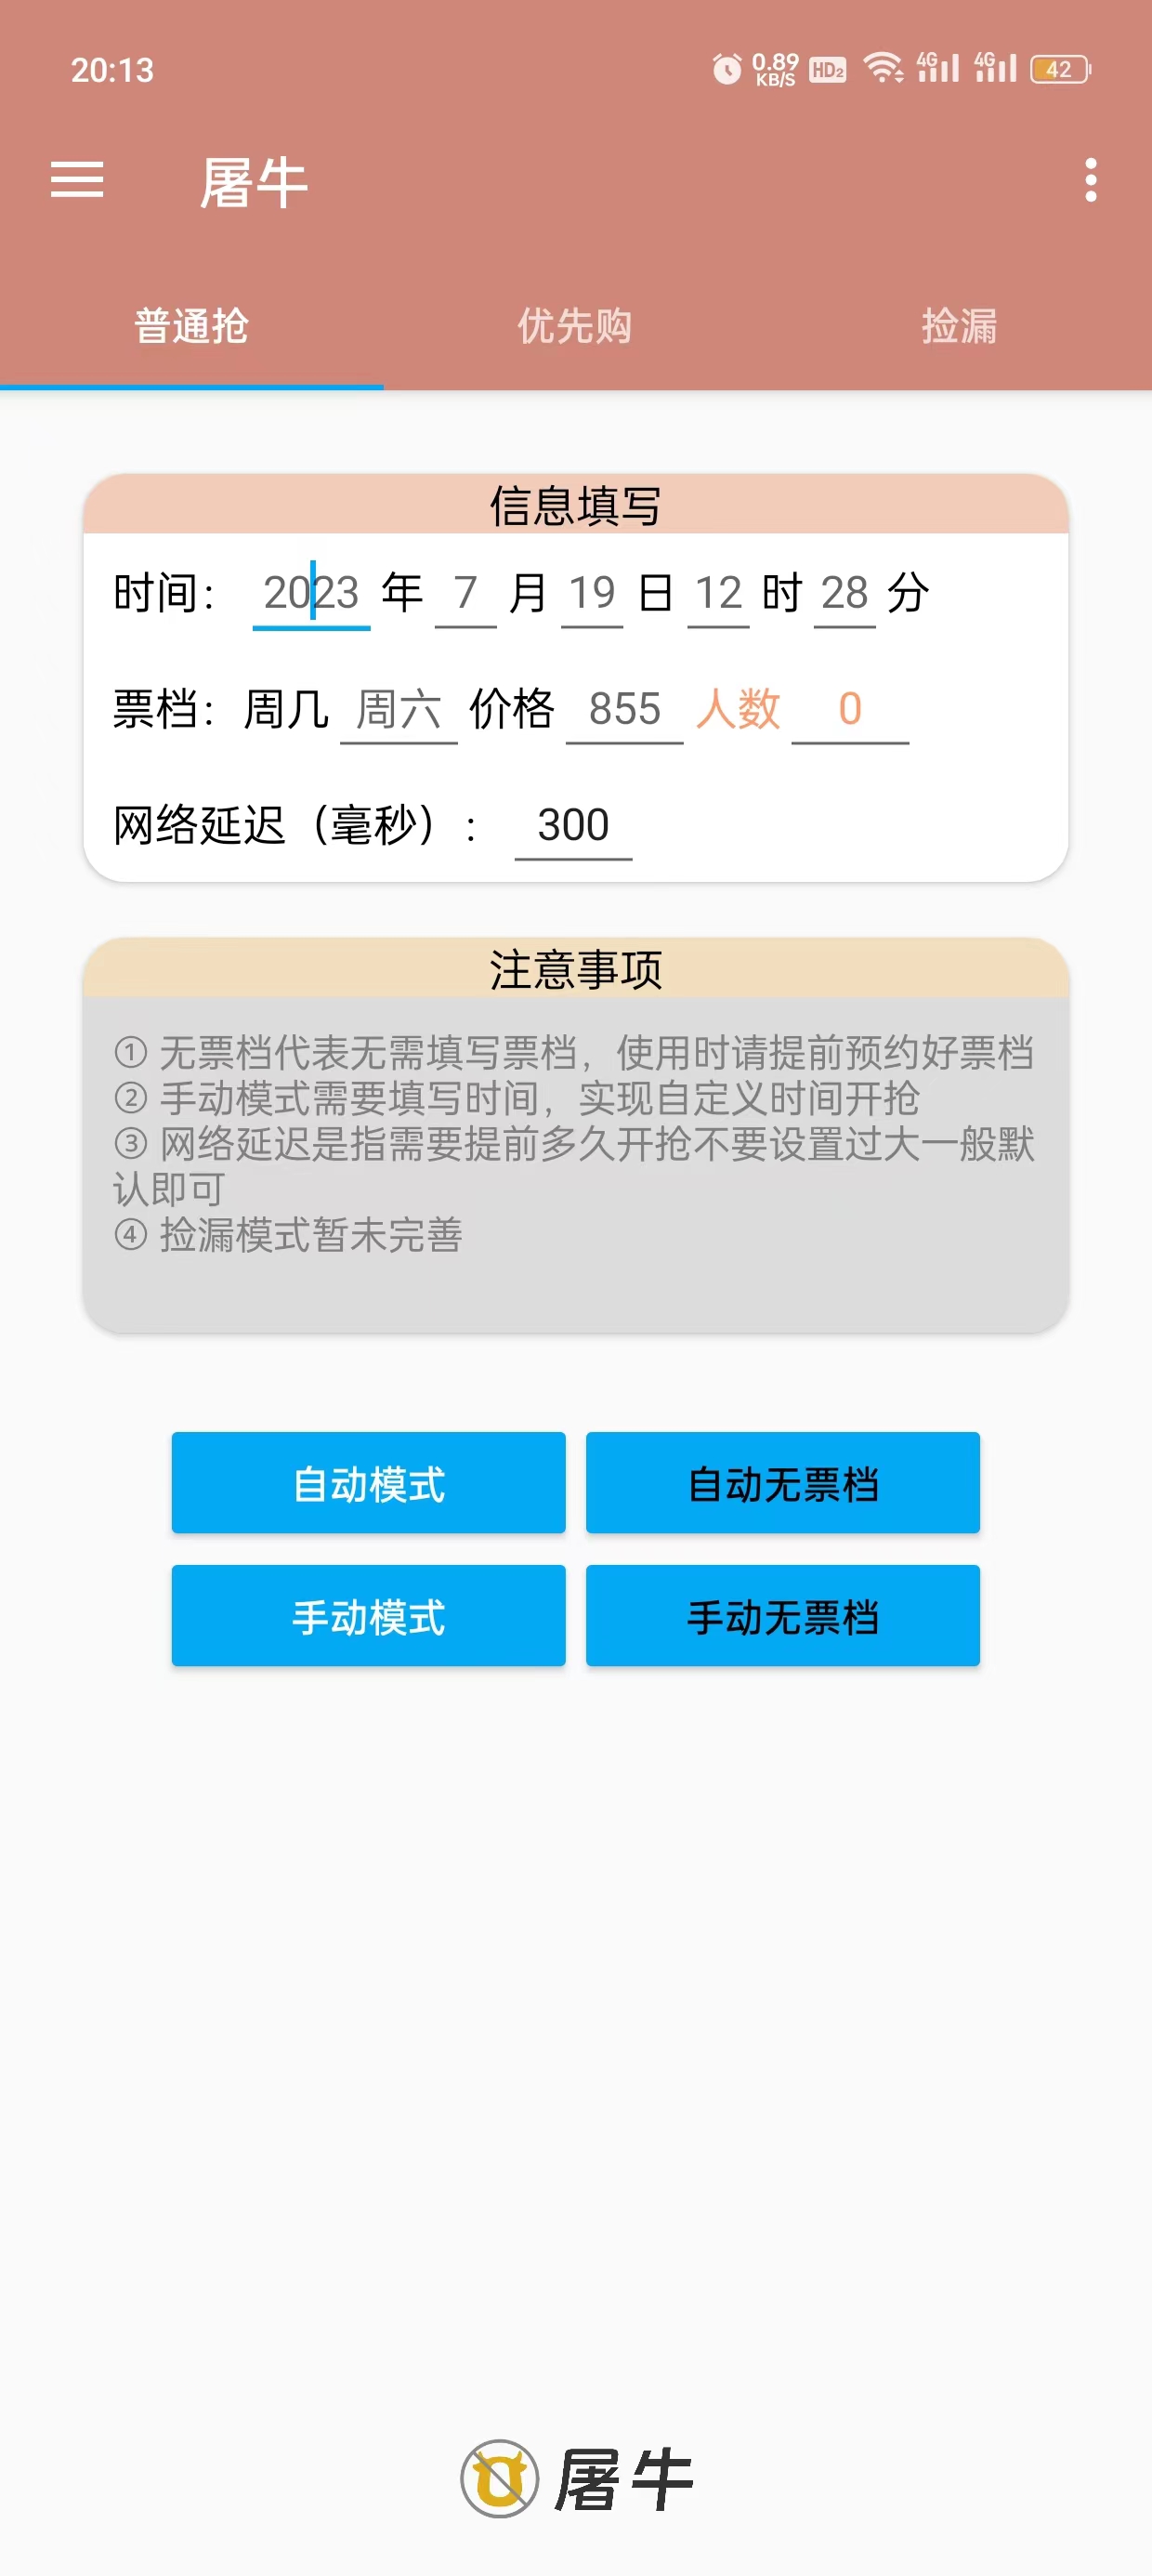 20:13 0.89 KB/S HD2 4G 4G 42
屠牛
普通抢 优先购 捡漏
信息填写
时间： 2023 年 7 月 19 日 12 时 28 分
票档：周几 周六 价格 855 人数 0
网络延迟（毫秒）： 300
注意事项
① 无票档代表无需填写票档，使用时请提前预约好票档
② 手动模式需要填写时间，实现自定义时间开抢
③ 网络延迟是指需要提前多久开抢不要设置过大一般默
认即可
④ 捡漏模式暂未完善
自动模式 自动无票档
手动模式 手动无票档
屠牛